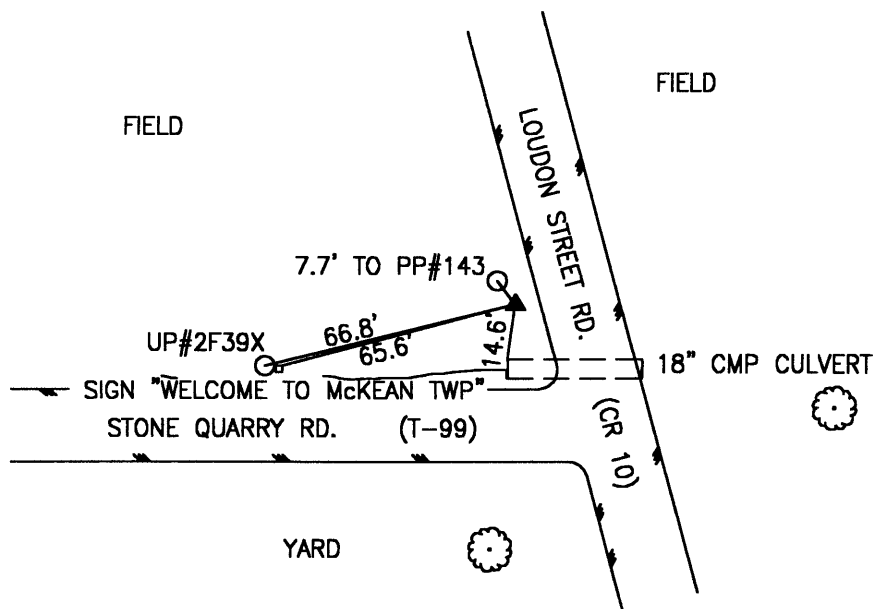 FIELD
FIELD
LOUDON STREET RD.
7.7' TO PP#143
UP#2F39X
66.8'
65.6'
14.6'
18" CMP CULVERT
SIGN "WELCOME TO McKEAN TWP"
STONE QUARRY RD. (T-99)
(CR 10)
YARD